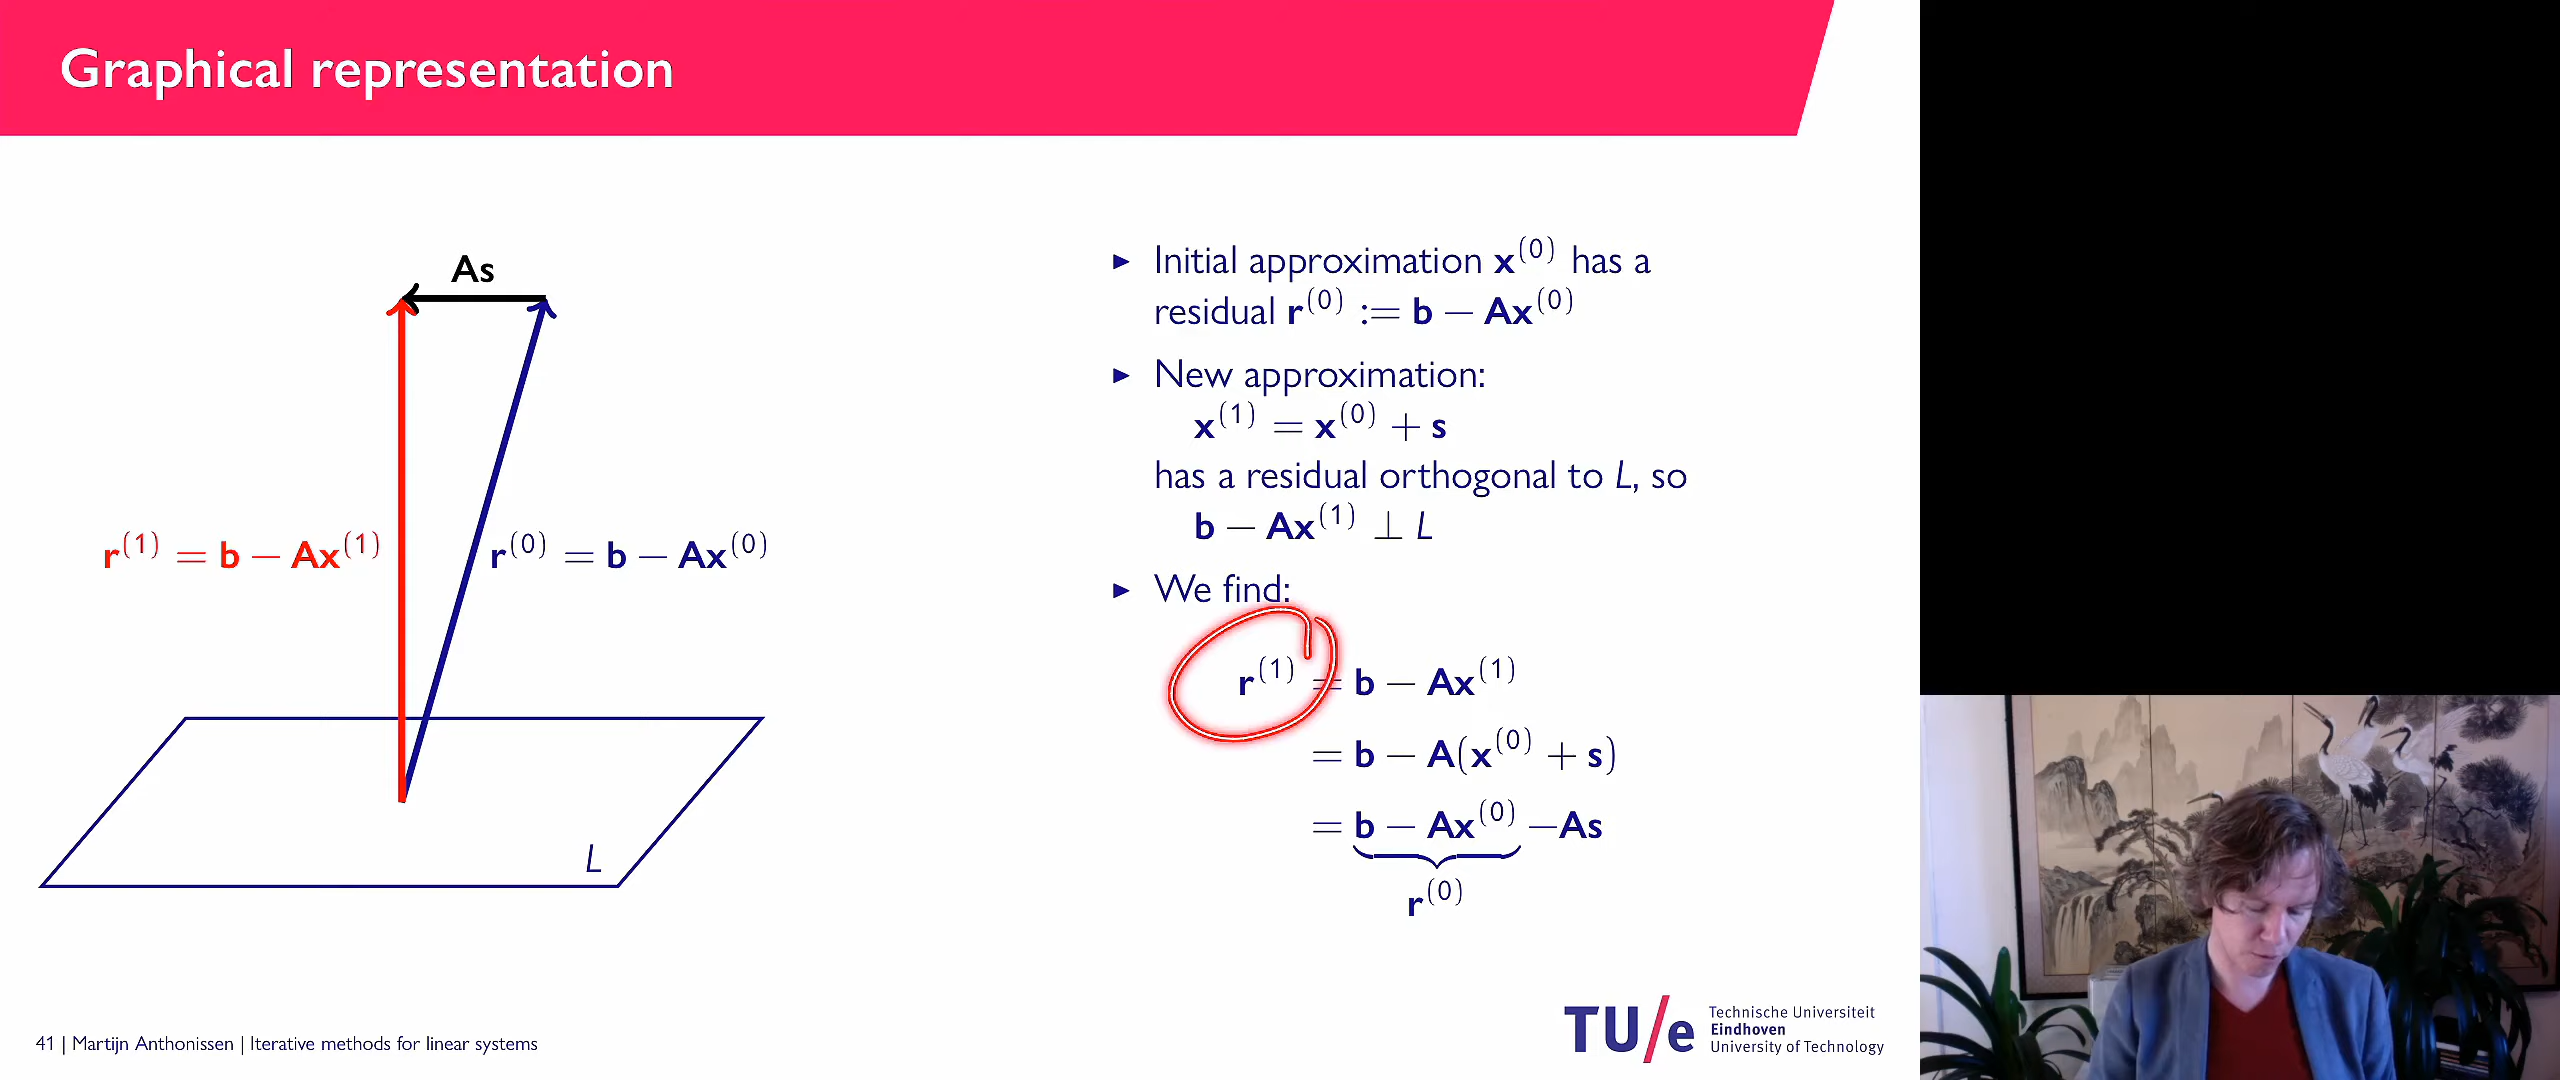 Graphical representation
As
r^(1) = b − Ax^(1)
r^(0) = b − Ax^(0)
L
▶ Initial approximation x^(0) has a
residual r^(0) := b − Ax^(0)
▶ New approximation:
x^(1) = x^(0) + s
has a residual orthogonal to L, so
b − Ax^(1) ⊥ L
▶ We find:
r^(1) = b − Ax^(1)
= b − A(x^(0) + s)
= b − Ax^(0) −As
r^(0)
41 | Martijn Anthonissen | Iterative methods for linear systems
TU/e
Technische Universiteit
Eindhoven
University of Technology